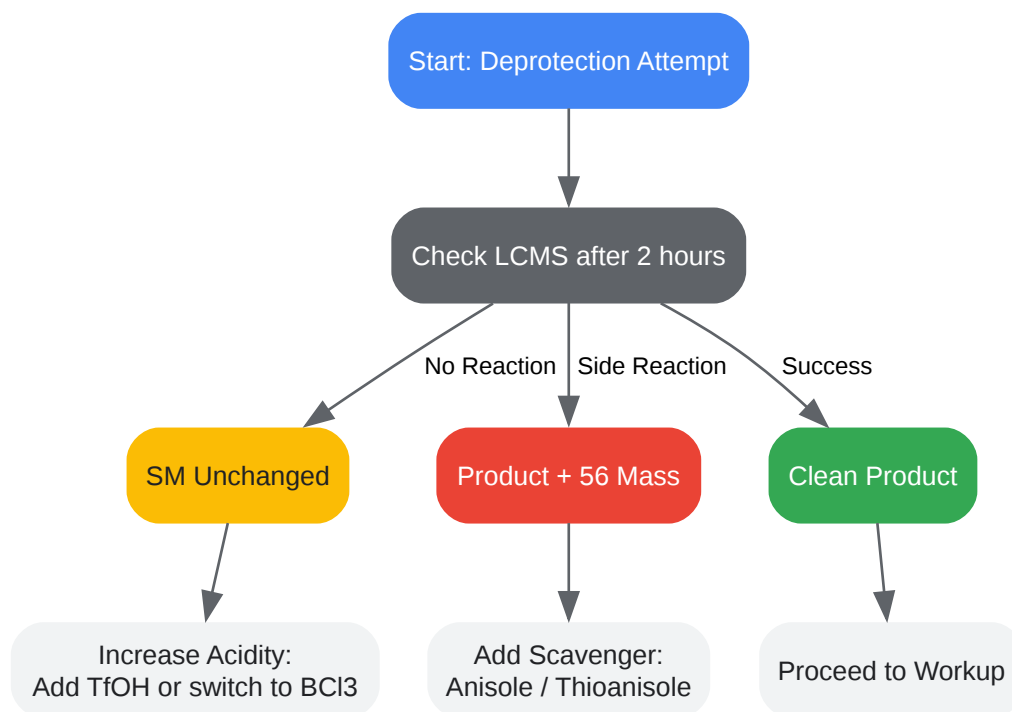 Start: Deprotection Attempt
Check LCMS after 2 hours
No Reaction
Side Reaction
Success
SM Unchanged
Product + 56 Mass
Clean Product
Increase Acidity:
Add TfOH or switch to BCl3
Add Scavenger:
Anisole / Thioanisole
Proceed to Workup